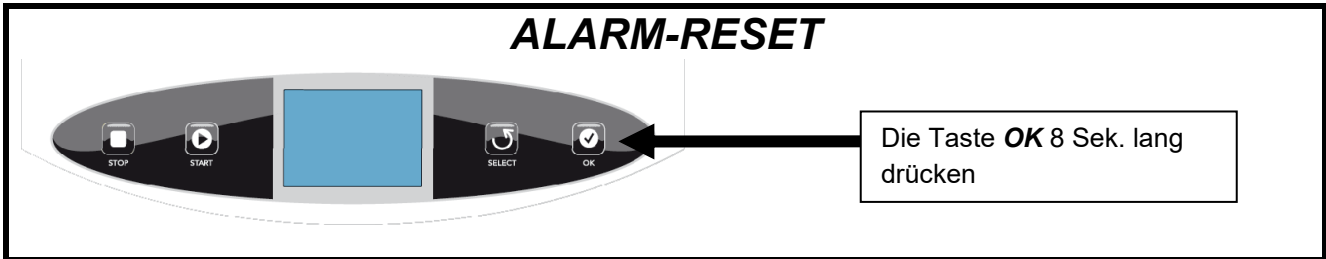 ALARM-RESET
STOP
START
SELECT
OK
Die Taste OK 8 Sek. lang
drücken